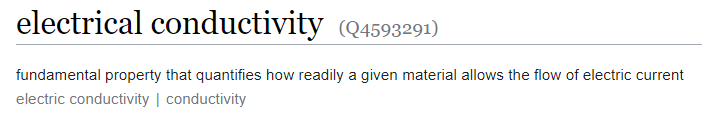 electrical conductivity (Q4593291)
fundamental property that quantifies how readily a given material allows the flow of electric current
electric conductivity | conductivity